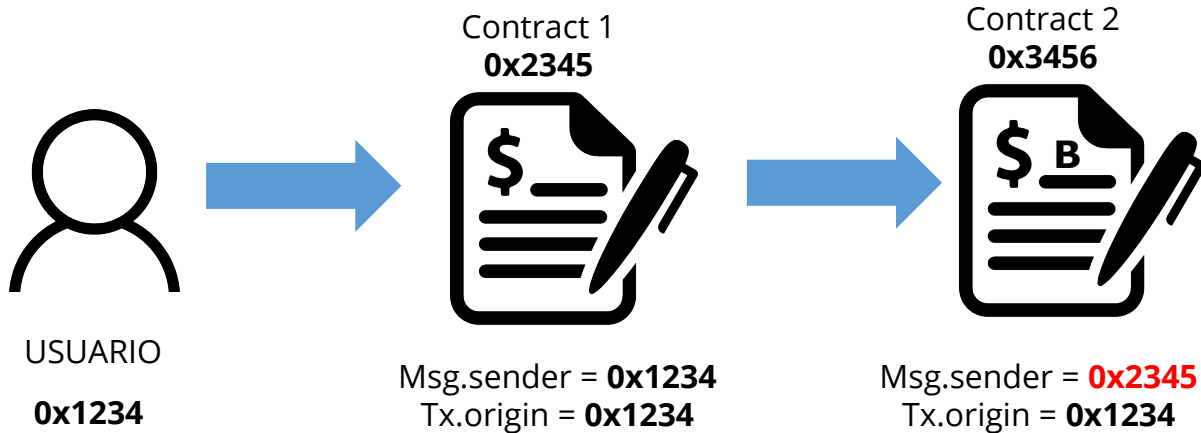 USUARIO
0x1234
Contract 1
0x2345
$
Msg.sender = 0x1234
Tx.origin = 0x1234
Contract 2
0x3456
$ B
Msg.sender = 0x2345
Tx.origin = 0x1234